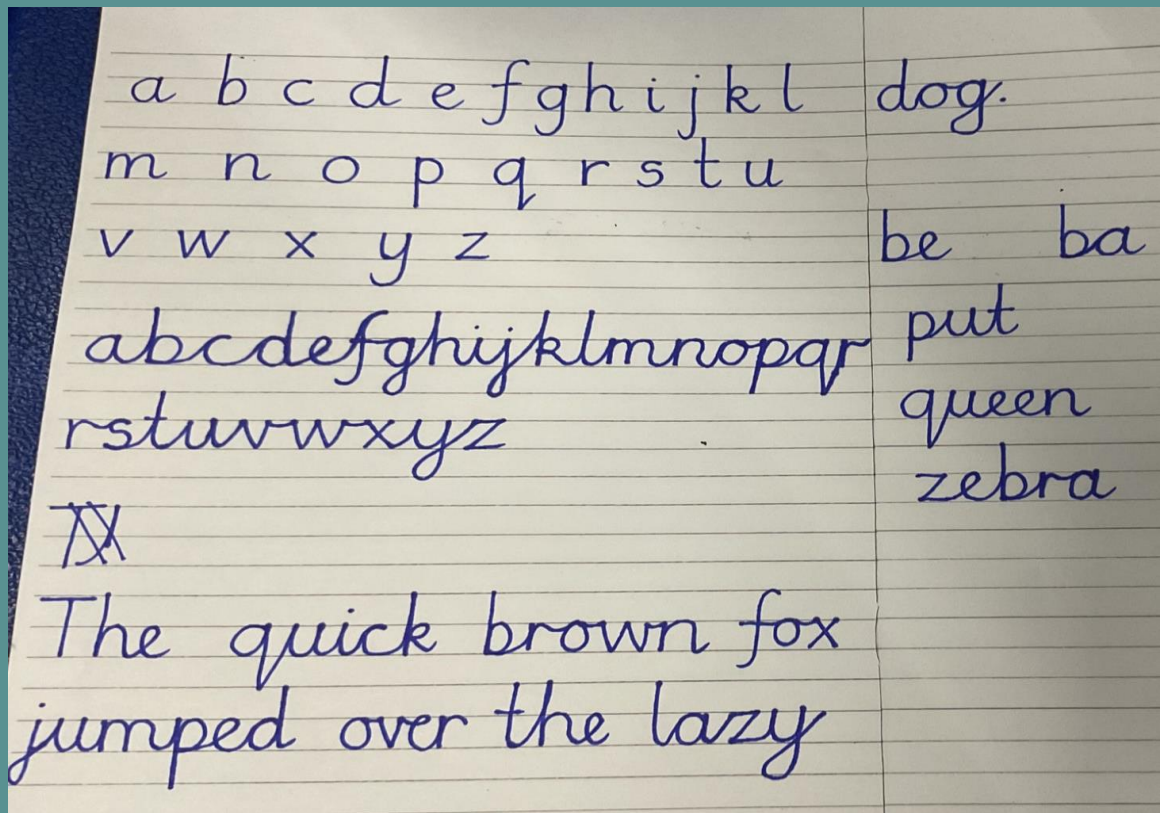 a b c d e f g h i j k l
m n o p q r s t u
v w x y z
abcdefghijklmnopqr
rstuvwxyz
The quick brown fox
jumped over the lazy
dog.
be ba
put
queen
zebra